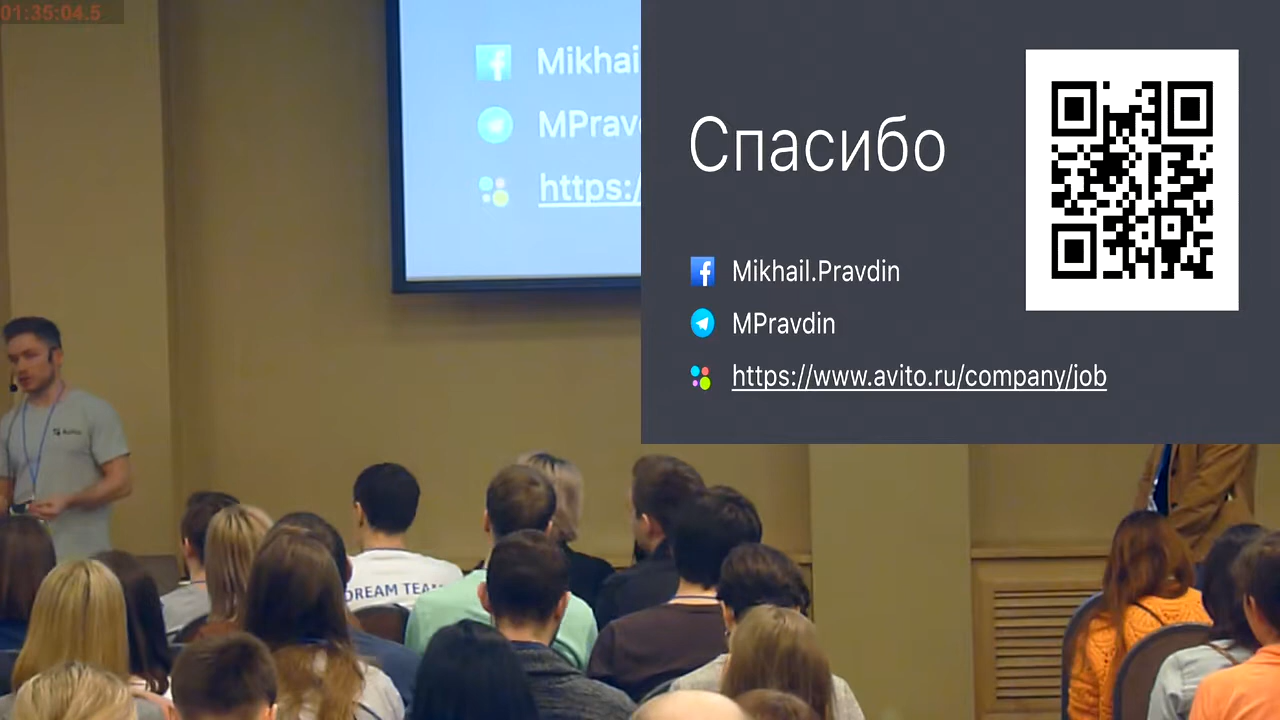 01:35:04.5
Mikhai
MPrav
https:/
Спасибо
Mikhail.Pravdin
MPravdin
https://www.avito.ru/company/job
Avito
DREAM TEAM